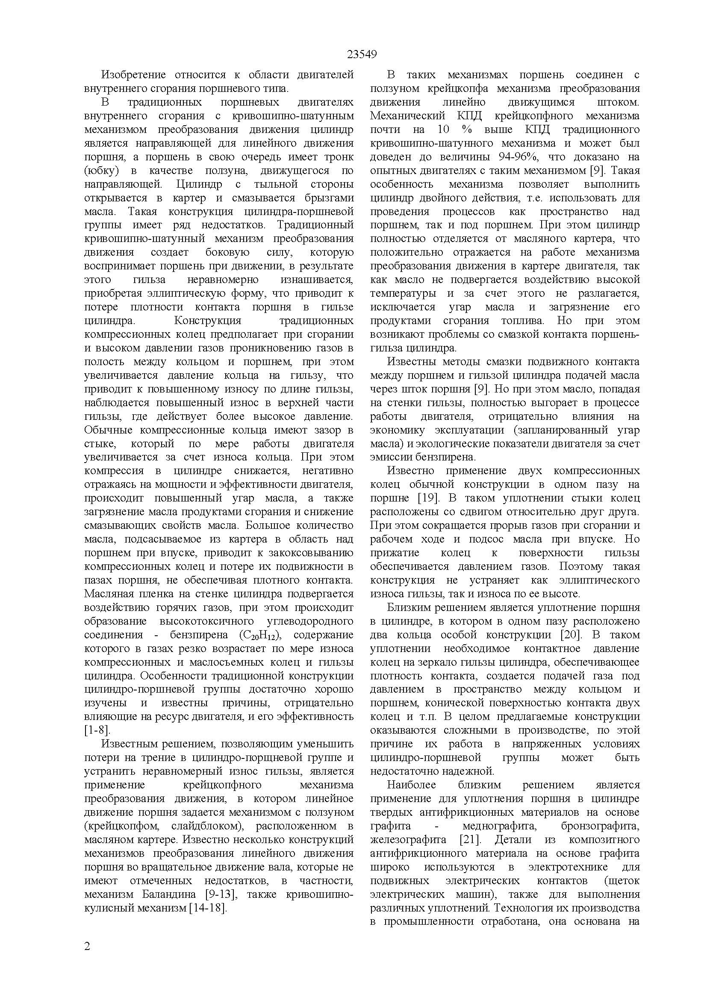 23549
Изобретение относится к области двигателей
внутреннего сгорания поршневого типа.
В традиционных поршневых двигателях
внутреннего сгорания с кривошипно-шатунным
механизмом преобразования движения цилиндр
является направляющей для линейного движения
поршня, а поршень в свою очередь имеет тронк
(юбку) в качестве ползуна, движущегося по
направляющей. Цилиндр с тыльной стороны
открывается в картер и смазывается брызгами
масла. Такая конструкция цилиндра-поршневой
группы имеет ряд недостатков. Традиционный
кривошипно-шатунный механизм преобразования
движения создает боковую силу, которую
воспринимает поршень при движении, в результате
этого гильза неравномерно изнашивается,
приобретая эллиптическую форму, что приводит к
потере плотности контакта поршня в гильзе
цилиндра. Конструкция традиционных
компрессионных колец предполагает при сгорании
и высоком давлении газов проникновению газов в
полость между кольцом и поршнем, при этом
увеличивается давление кольца на гильзу, что
приводит к повышенному износу по длине гильзы,
наблюдается повышенный износ в верхней части
гильзы, где действует более высокое давление.
Обычные компрессионные кольца имеют зазор в
стыке, который по мере работы двигателя
увеличивается за счет износа кольца. При этом
компрессия в цилиндре снижается, негативно
отражаясь на мощности и эффективности двигателя,
происходит повышенный угар масла, а также
загрязнение масла продуктами сгорания и снижение
смазывающих свойств масла. Большое количество
масла, подсасываемое из картера в область над
поршнем при впуске, приводит к закоксовыванию
компрессионных колец и потере их подвижности в
пазах поршня, не обеспечивая плотного контакта.
Масляная пленка на стенке цилиндра подвергается
воздействию горячих газов, при этом происходит
образование высокотоксичного углеводородного
соединения - бензпирена (C₂₀H₁₂), содержание
которого в газах резко возрастает по мере износа
компрессионных и маслосъемных колец и гильзы
цилиндра. Особенности традиционной конструкции
цилиндро-поршневой группы достаточно хорошо
изучены и известны причины, отрицательно
влияющие на ресурс двигателя, и его эффективность
[1-8].
Известным решением, позволяющим уменьшить
потери на трение в цилиндро-порщневой группе и
устранить неравномерный износ гильзы, является
применение крейцкопфного механизма
преобразования движения, в котором линейное
движение поршня задается механизмом с ползуном
(крейцкопфом, слайдблоком), расположенном в
масляном картере. Известно несколько конструкций
механизмов преобразования линейного движения
поршня во вращательное движение вала, которые не
имеют отмеченных недостатков, в частности,
механизм Баландина [9-13], также кривошипно-
кулисный механизм [14-18].
В таких механизмах поршень соединен с
ползуном крейцкопфа механизма преобразования
движения линейно движущимся штоком.
Механический КПД крейцкопфного механизма
почти на 10 % выше КПД традиционного
кривошипно-шатунного механизма и может был
доведен до величины 94-96%, что доказано на
опытных двигателях с таким механизмом [9]. Такая
особенность механизма позволяет выполнить
цилиндр двойного действия, т.е. использовать для
проведения процессов как пространство над
поршнем, так и под поршнем. При этом цилиндр
полностью отделяется от масляного картера, что
положительно отражается на работе механизма
преобразования движения в картере двигателя, так
как масло не подвергается воздействию высокой
температуры и за счет этого не разлагается,
исключается угар масла и загрязнение его
продуктами сгорания топлива. Но при этом
возникают проблемы со смазкой контакта поршень-
гильза цилиндра.
Известны методы смазки подвижного контакта
между поршнем и гильзой цилиндра подачей масла
через шток поршня [9]. Но при этом масло, попадая
на стенки гильзы, полностью выгорает в процессе
работы двигателя, отрицательно влияния на
экономику эксплуатации (запланированный угар
масла) и экологические показатели двигателя за счет
эмиссии бензпирена.
Известно применение двух компрессионных
колец обычной конструкции в одном пазу на
поршне [19]. В таком уплотнении стыки колец
расположены со сдвигом относительно друг друга.
При этом сокращается прорыв газов при сгорании и
рабочем ходе и подсос масла при впуске. Но
прижатие колец к поверхности гильзы
обеспечивается давлением газов. Поэтому такая
конструкция не устраняет как эллиптического
износа гильзы, так и износа по ее высоте.
Близким решением является уплотнение поршня
в цилиндре, в котором в одном пазу расположено
два кольца особой конструкции [20]. В таком
уплотнении необходимое контактное давление
колец на зеркало гильзы цилиндра, обеспечивающее
плотность контакта, создается подачей газа под
давлением в пространство между кольцом и
поршнем, конической поверхностью контакта двух
колец и т.п. В целом предлагаемые конструкции
оказываются сложными в производстве, по этой
причине их работа в напряженных условиях
цилиндро-поршневой группы может быть
недостаточно надежной.
Наиболее близким решением является
применение для уплотнения поршня в цилиндре
твердых антифрикционных материалов на основе
графита - меднографита, бронзографита,
железографита [21]. Детали из композитного
антифрикционного материала на основе графита
широко используются в электротехнике для
подвижных электрических контактов (щеток
электрических машин), также для выполнения
различных уплотнений. Технология их производства
в промышленности отработана, она основана на
2